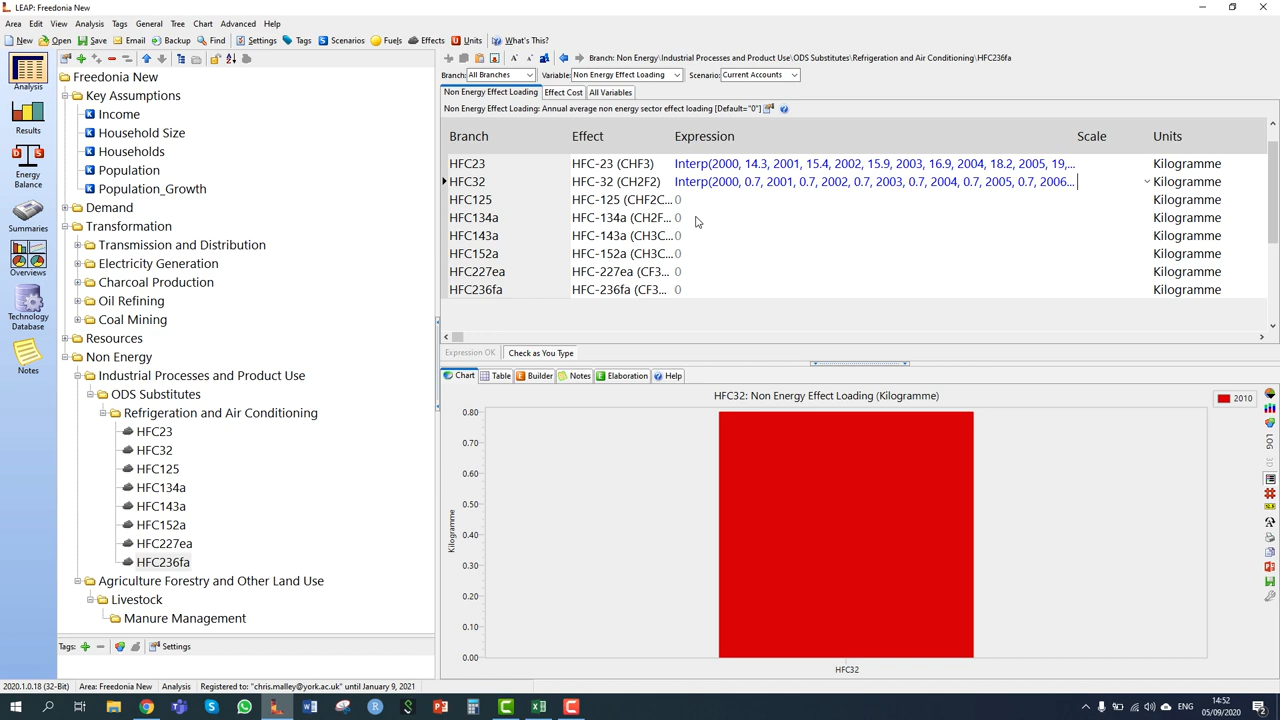 LEAP: Freedonia New
Area Edit View Analysis Tags General Tree Chart Advanced Help
New Open Save Email Backup Find Settings Tags Scenarios Fuels Effects Units What's This?
Branch: Non Energy\Industrial Processes and Product Use\ODS Substitutes\Refrigeration and Air Conditioning\HFC236fa
Branch: All Branches Variable: Non Energy Effect Loading Scenario: Current Accounts
Non Energy Effect Loading Effect Cost All Variables
Non Energy Effect Loading: Annual average non energy sector effect loading [Default="0"]
Branch Effect Expression Scale Units
HFC23 HFC-23 (CHF3) Interp(2000, 14.3, 2001, 15.4, 2002, 15.9, 2003, 16.9, 2004, 18.2, 2005, 19,... Kilogramme
HFC32 HFC-32 (CH2F2) Interp(2000, 0.7, 2001, 0.7, 2002, 0.7, 2003, 0.7, 2004, 0.7, 2005, 0.7, 2006... Kilogramme
HFC125 HFC-125 (CHF2C... 0 Kilogramme
HFC134a HFC-134a (CH2F... 0 Kilogramme
HFC143a HFC-143a (CH3C... 0 Kilogramme
HFC152a HFC-152a (CH3C... 0 Kilogramme
HFC227ea HFC-227ea (CF3... 0 Kilogramme
HFC236fa HFC-236fa (CF3... 0 Kilogramme
Expression OK Check as You Type
Chart Table Builder Notes Elaboration Help
HFC32: Non Energy Effect Loading (Kilogramme)
2010
0.80
0.70
0.60
0.50
0.40
0.30
0.20
0.10
0.00
Kilogramme
HFC32
LOG
3D
Analysis
Results
Energy
Balance
Summaries
Overviews
Technology
Database
Notes
Freedonia New
Key Assumptions
Income
Household Size
Households
Population
Population_Growth
Demand
Transformation
Transmission and Distribution
Electricity Generation
Charcoal Production
Oil Refining
Coal Mining
Resources
Non Energy
Industrial Processes and Product Use
ODS Substitutes
Refrigeration and Air Conditioning
HFC23
HFC32
HFC125
HFC134a
HFC143a
HFC152a
HFC227ea
HFC236fa
Agriculture Forestry and Other Land Use
Livestock
Manure Management
Tags: Settings
2020.1.0.18 (32-Bit) Area: Freedonia New Analysis Registered to: "chris.malley@york.ac.uk" until January 9, 2021
ENG
14:52
05/09/2020